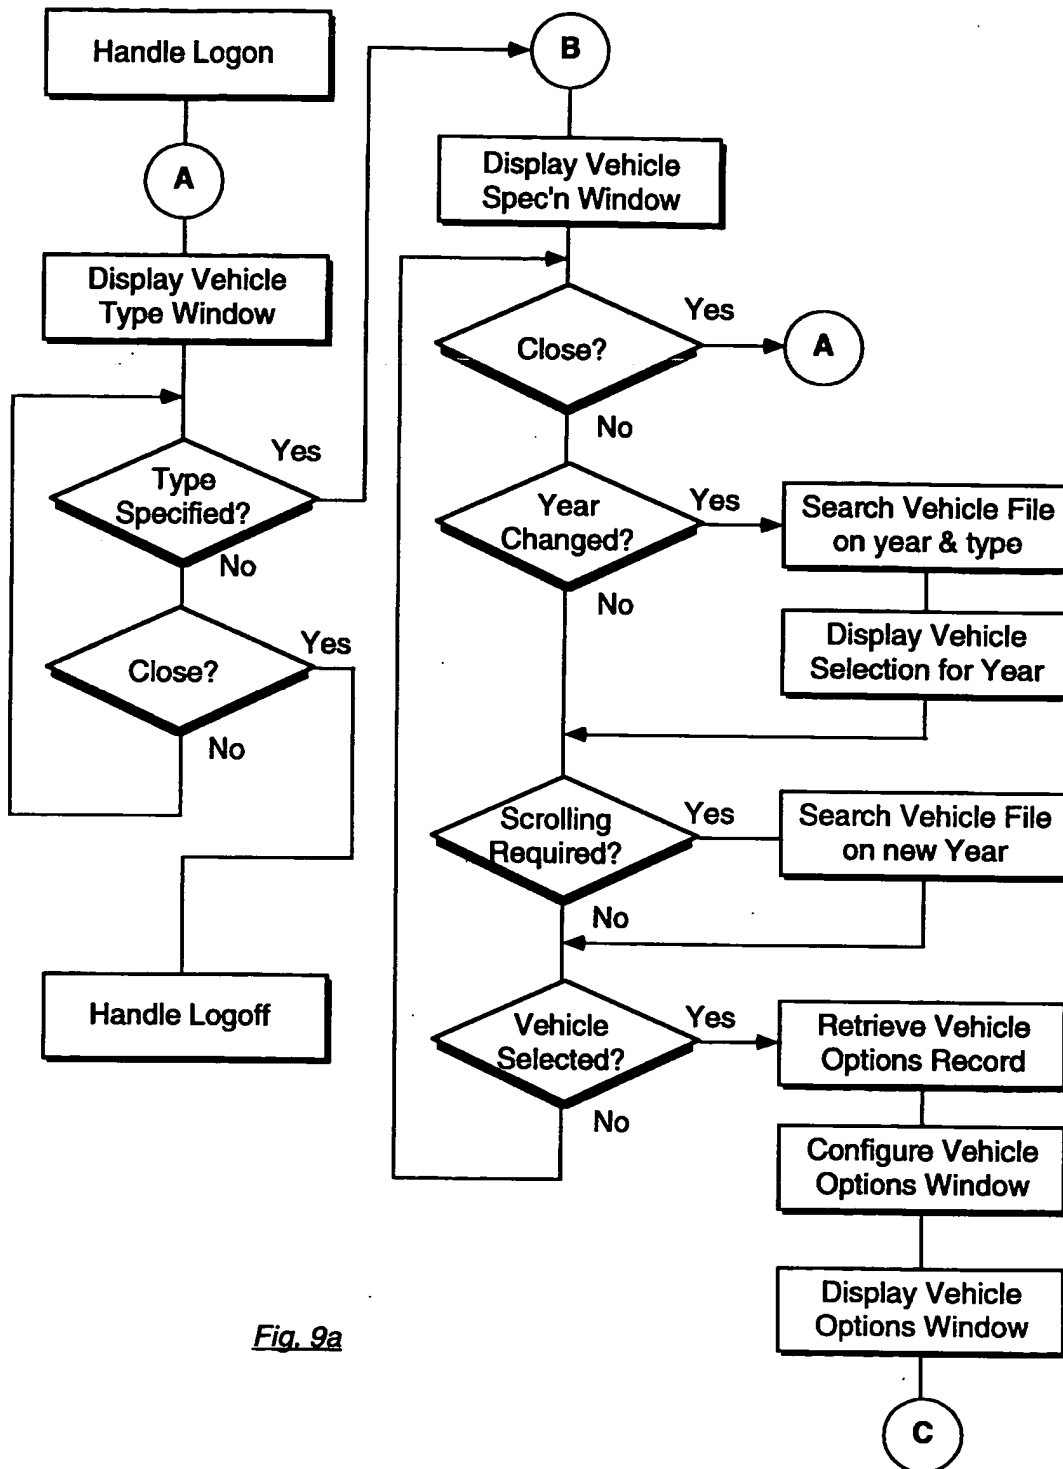 Handle Logon
A
Display Vehicle
Type Window
Type
Specified?
Yes
No
Close?
Yes
No
Handle Logoff
B
Display Vehicle
Spec'n Window
Close?
Yes
A
No
Year
Changed?
Yes
No
Search Vehicle File
on year & type
Display Vehicle
Selection for Year
Scrolling
Required?
Yes
No
Search Vehicle File
on new Year
Vehicle
Selected?
Yes
No
Retrieve Vehicle
Options Record
Configure Vehicle
Options Window
Display Vehicle
Options Window
C
Fig. 9a